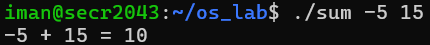 iman@secr2043:~/os_lab$ ./sum -5 15
-5 + 15 = 10